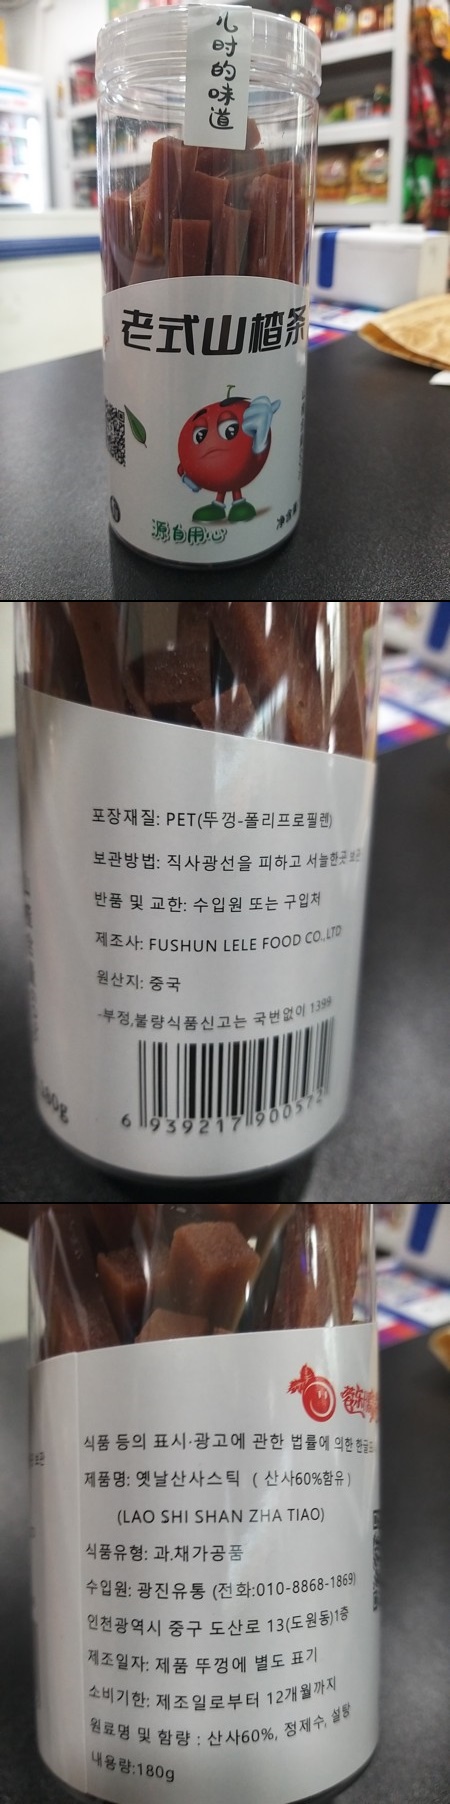 儿时的味道
老式山楂条
源自用心
净含量
포장재질: PET(뚜껑-폴리프로필렌)
보관방법: 직사광선을 피하고 서늘한곳 보관
반품 및 교환: 수입원 또는 구입처
제조사: FUSHUN LELE FOOD CO.,LTD
원산지: 중국
-부정,불량식품신고는 국번없이 1399
180g
6 939217 900572
식품 등의 표시·광고에 관한 법률에 의한 한글
제품명: 옛날산사스틱 ( 산사60%함유)
(LAO SHI SHAN ZHA TIAO)
식품유형: 과.채가공품
수입원: 광진유통 (전화:010-8868-1869)
인천광역시 중구 도산로 13(도원동)1층
제조일자: 제품 뚜껑에 별도 표기
소비기한: 제조일로부터 12개월까지
원료명 및 함량 : 산사60%, 정제수, 설탕
내용량:180g